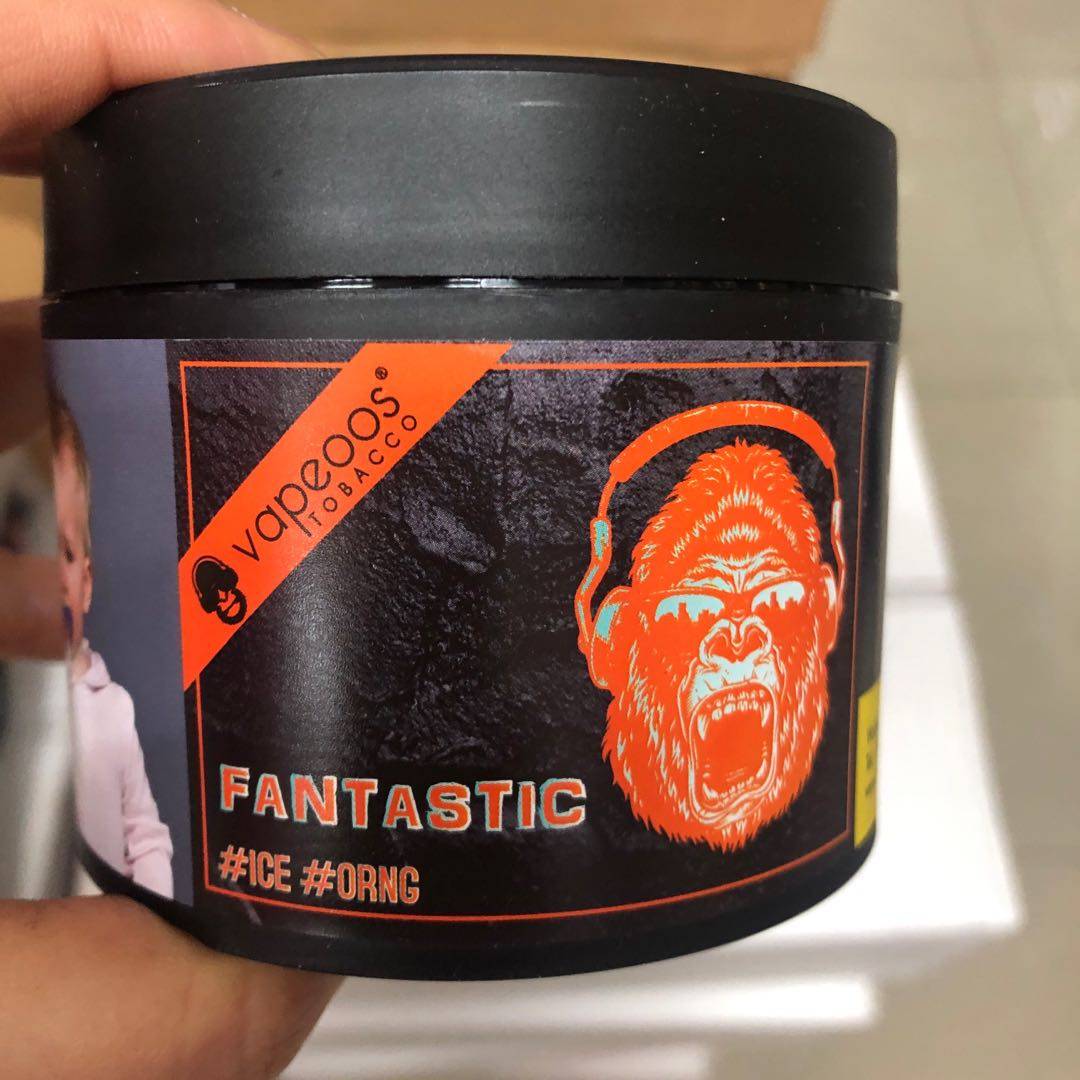 vapeoos®
TOBACCO
FANTASTIC
#ICE #ORNG